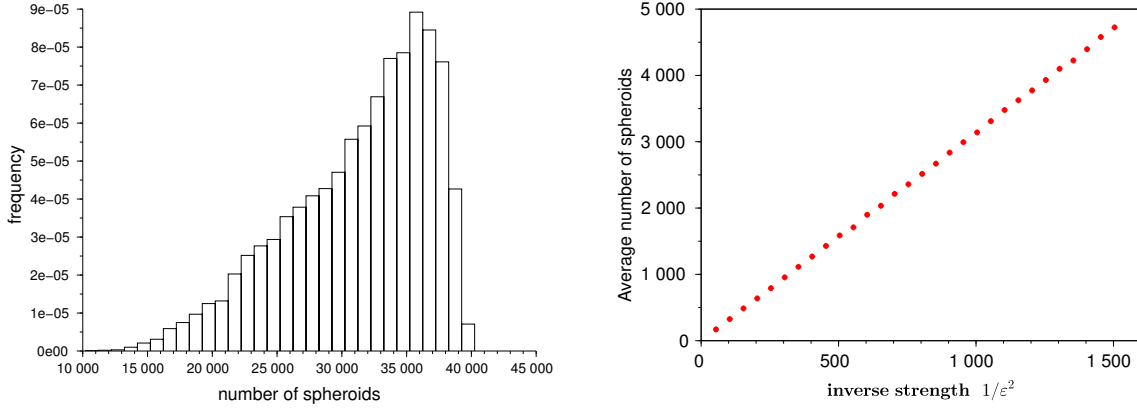 9e−05
8e−05
7e−05
6e−05
5e−05
4e−05
3e−05
2e−05
1e−05
0e00
frequency
10 000
15 000
20 000
25 000
30 000
35 000
40 000
45 000
number of spheroids
5 000
4 000
3 000
2 000
1 000
0
Average number of spheroids
0
500
1 000
1 500
inverse strength 1/ε²